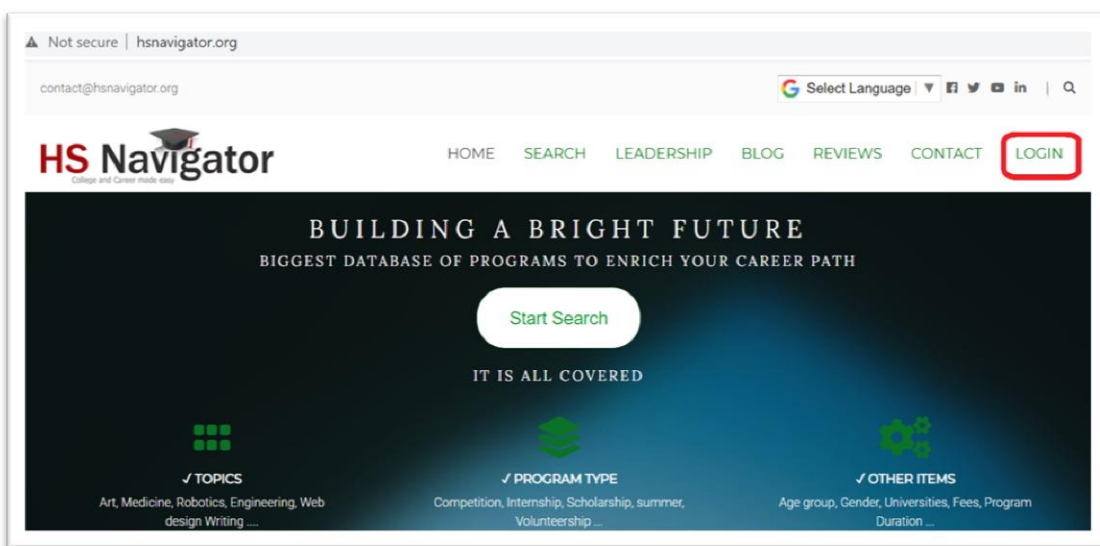 Not secure | hsnavigator.org
contact@hsnavigator.org
Select Language
HS Navigator
College and Career made easy
HOME SEARCH LEADERSHIP BLOG REVIEWS CONTACT LOGIN
BUILDING A BRIGHT FUTURE
BIGGEST DATABASE OF PROGRAMS TO ENRICH YOUR CAREER PATH
Start Search
IT IS ALL COVERED
✓ TOPICS
Art, Medicine, Robotics, Engineering, Web
design Writing ....
✓ PROGRAM TYPE
Competition, Internship, Scholarship, summer,
Volunteership ...
✓ OTHER ITEMS
Age group, Gender, Universities, Fees, Program
Duration ...